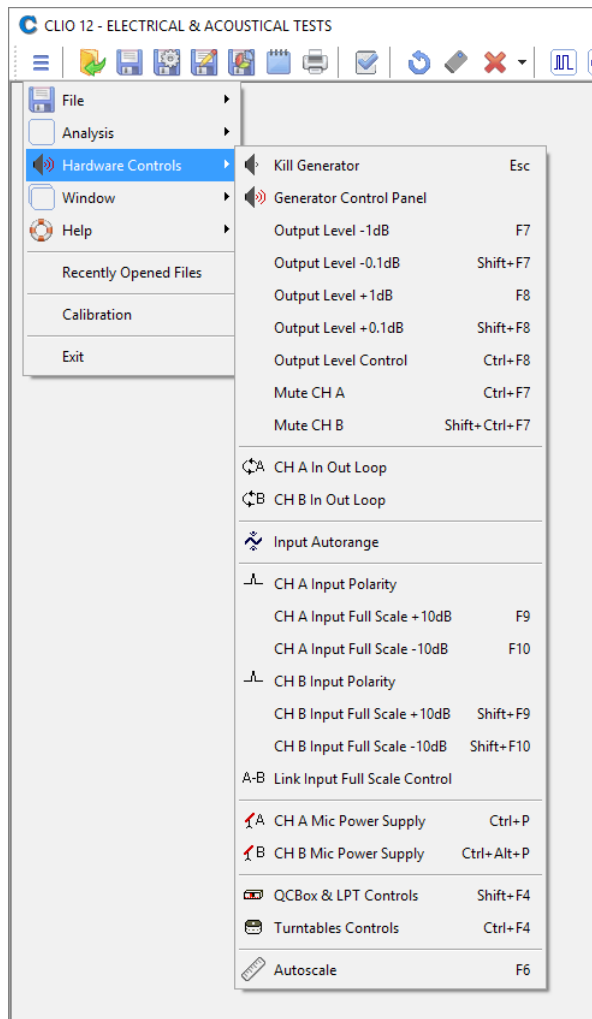 CLIO 12 - ELECTRICAL & ACOUSTICAL TESTS
File
Analysis
Hardware Controls
Window
Help
Recently Opened Files
Calibration
Exit
Kill Generator Esc
Generator Control Panel
Output Level -1dB F7
Output Level -0.1dB Shift+F7
Output Level +1dB F8
Output Level +0.1dB Shift+F8
Output Level Control Ctrl+F8
Mute CH A Ctrl+F7
Mute CH B Shift+Ctrl+F7
A CH A In Out Loop
B CH B In Out Loop
Input Autorange
CH A Input Polarity
CH A Input Full Scale +10dB F9
CH A Input Full Scale -10dB F10
CH B Input Polarity
CH B Input Full Scale +10dB Shift+F9
CH B Input Full Scale -10dB Shift+F10
A-B Link Input Full Scale Control
A CH A Mic Power Supply Ctrl+P
B CH B Mic Power Supply Ctrl+Alt+P
QCBox & LPT Controls Shift+F4
Turntables Controls Ctrl+F4
Autoscale F6